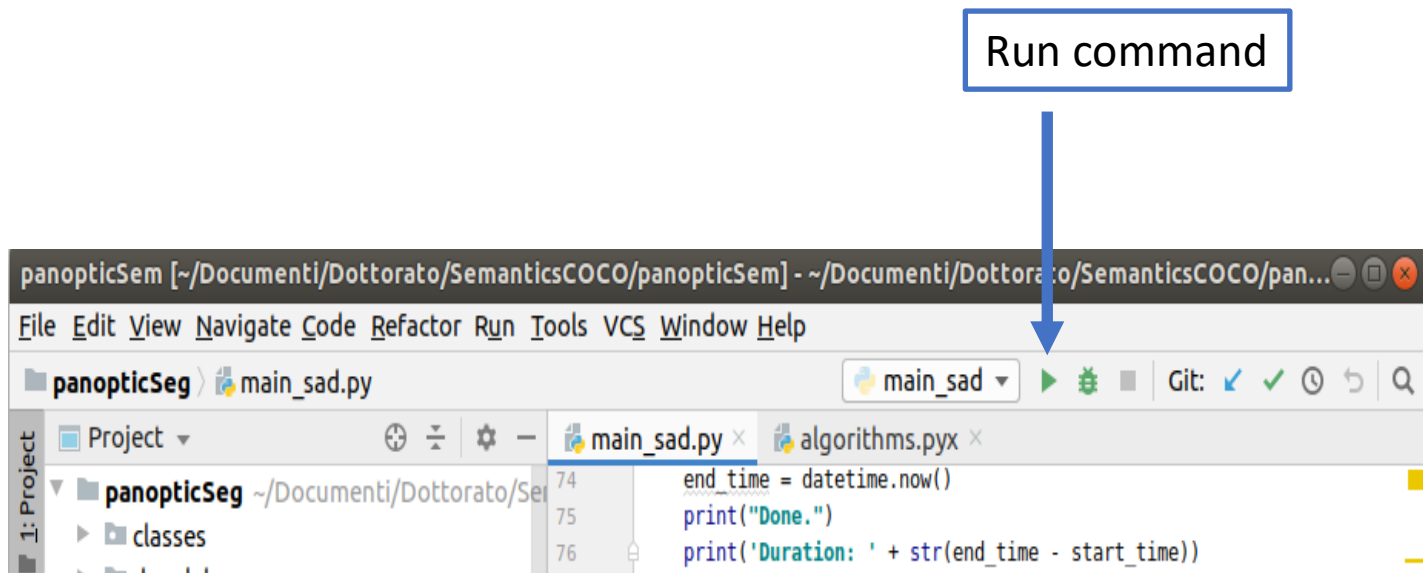 Run command
panopticSem [~/Documenti/Dottorato/SemanticsCOCO/panopticSem] - ~/Documenti/Dottorato/SemanticsCOCO/pan...
File Edit View Navigate Code Refactor Run Tools VCS Window Help
panopticSeg main_sad.py main_sad Git:
1: Project Project main_sad.py algorithms.pyx
panopticSeg ~/Documenti/Dottorato/Se
74 end_time = datetime.now()
classes
75 print("Done.")
76 print('Duration: ' + str(end_time - start_time))